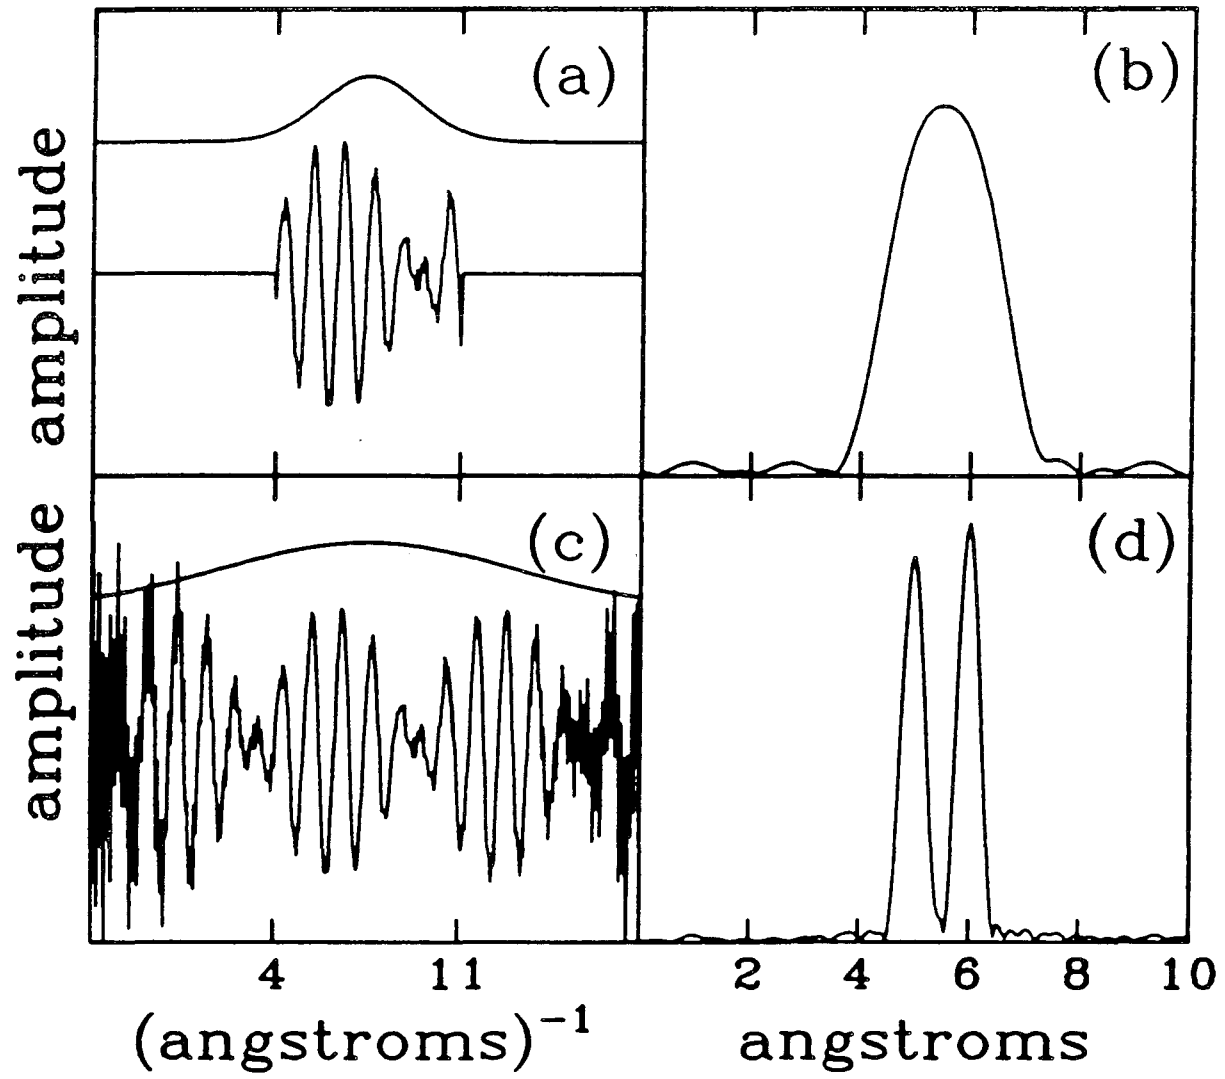 (a)
(b)
amplitude
(c)
(d)
amplitude
4 11
2 4 6 8 10
(angstroms)⁻¹
angstroms